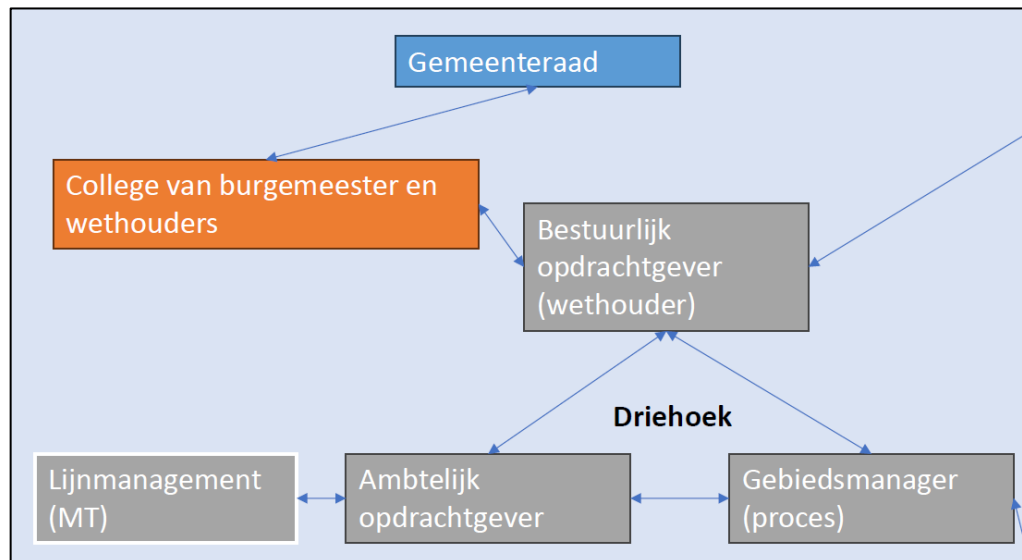 Gemeenteraad
College van burgemeester en
wethouders
Bestuurlijk
opdrachtgever
(wethouder)
Driehoek
Lijnmanagement
(MT)
Ambtelijk
opdrachtgever
Gebiedsmanager
(proces)